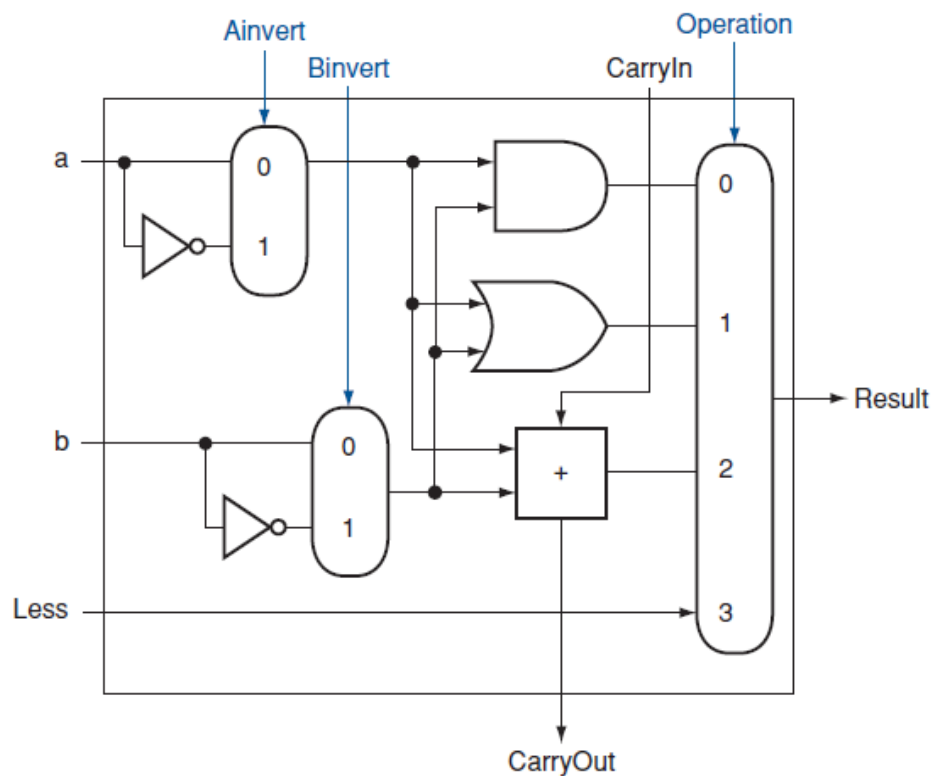 Ainvert
Operation
Binvert
CarryIn
a
0
0
1
1
Result
b
0
+
2
1
Less
3
CarryOut